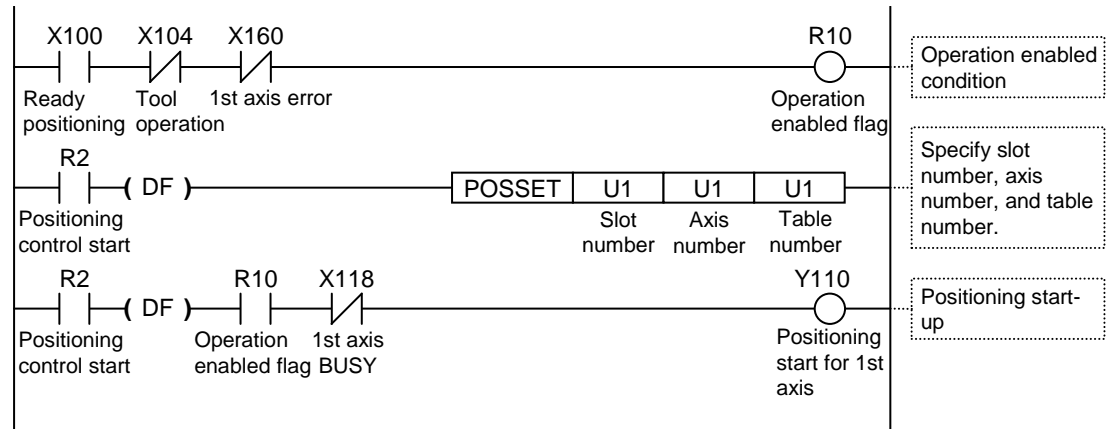 X100 X104 X160 R10
Ready positioning Tool operation 1st axis error Operation enabled flag
Operation enabled condition
R2
( DF ) POSSET U1 U1 U1
Positioning control start Slot number Axis number Table number
Specify slot number, axis number, and table number.
R2 R10 X118 Y110
( DF )
Positioning control start Operation enabled flag 1st axis BUSY Positioning start for 1st axis
Positioning start-up